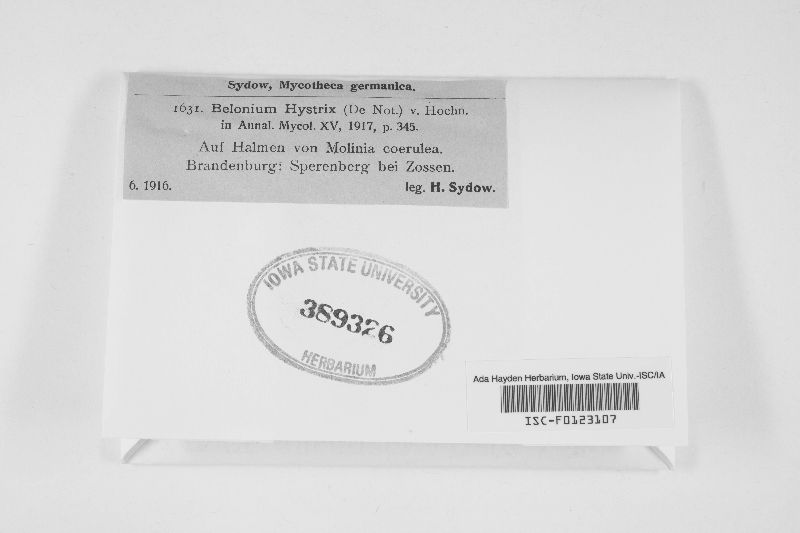 Sydow, Mycotheca germanica.
1631. Belonium Hystrix (De Not.) v. Hoehn.
in Annal. Mycol. XV, 1917, p. 345.
Auf Halmen von Molinia coerulea.
Brandenburg: Sperenberg bei Zossen.
6. 1916. leg. H. Sydow.
IOWA STATE UNIVERSITY
389326
HERBARIUM
Ada Hayden Herbarium, Iowa State Univ.-ISC/IA
ISC-F0123107